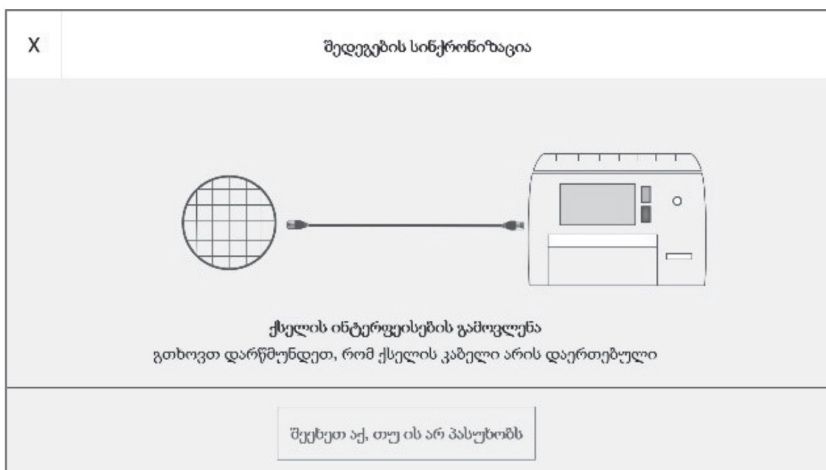 X
შედეგების სინქრონიზაცია
ქსელის ინტერფეისების გამოვლენა
გთხოვთ დარწმუნდეთ, რომ ქსელის კაბელი არის დაერთებული
შეეხეთ აქ, თუ ის არ პასუხობს